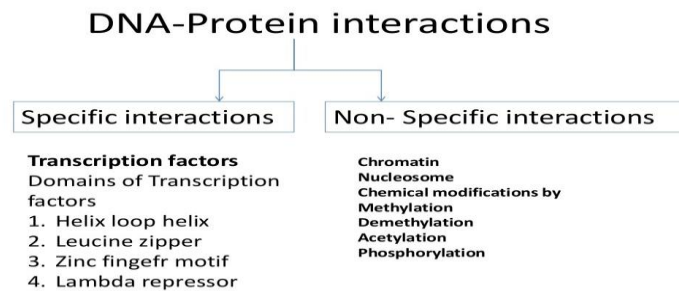 DNA-Protein interactions
Specific interactions
Non- Specific interactions
Transcription factors
Domains of Transcription
factors
1. Helix loop helix
2. Leucine zipper
3. Zinc fingefr motif
4. Lambda repressor
Chromatin
Nucleosome
Chemical modifications by
Methylation
Demethylation
Acetylation
Phosphorylation